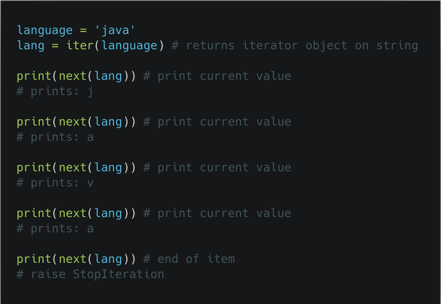 language = 'java'
lang = iter(language) # returns iterator object on string
print(next(lang)) # print current value
# prints: j
print(next(lang)) # print current value
# prints: a
print(next(lang)) # print current value
# prints: v
print(next(lang)) # print current value
# prints: a
print(next(lang)) # end of item
# raise StopIteration